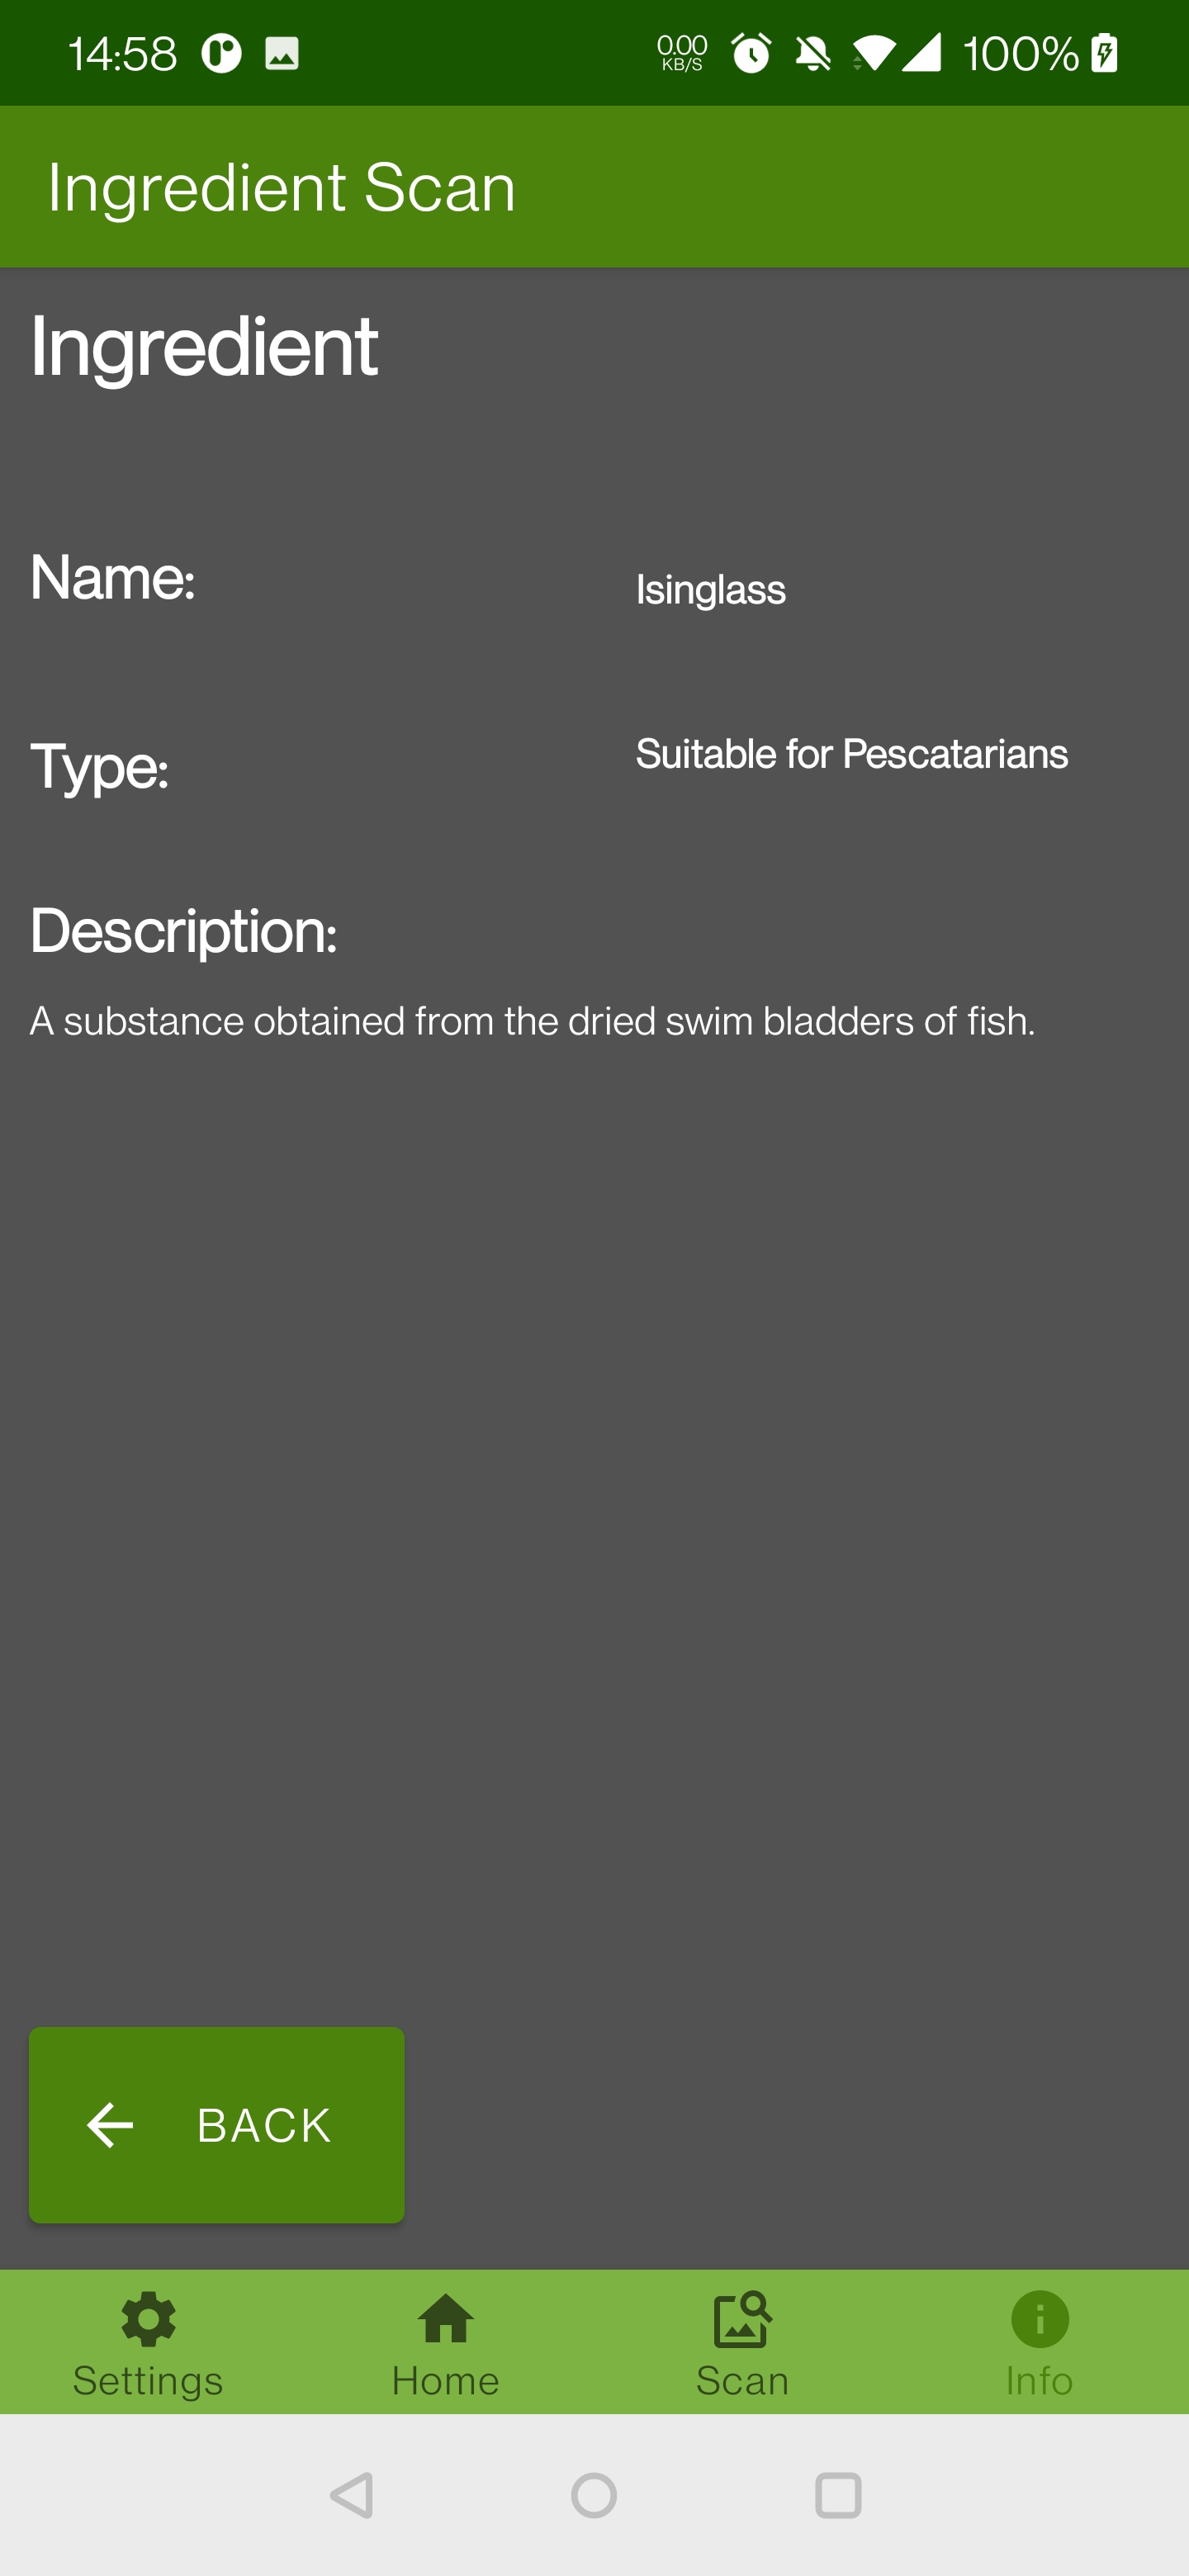 14:58
0.00
KB/S
100%
Ingredient Scan
Ingredient
Name:
Isinglass
Type:
Suitable for Pescatarians
Description:
A substance obtained from the dried swim bladders of fish.
BACK
Settings
Home
Scan
Info